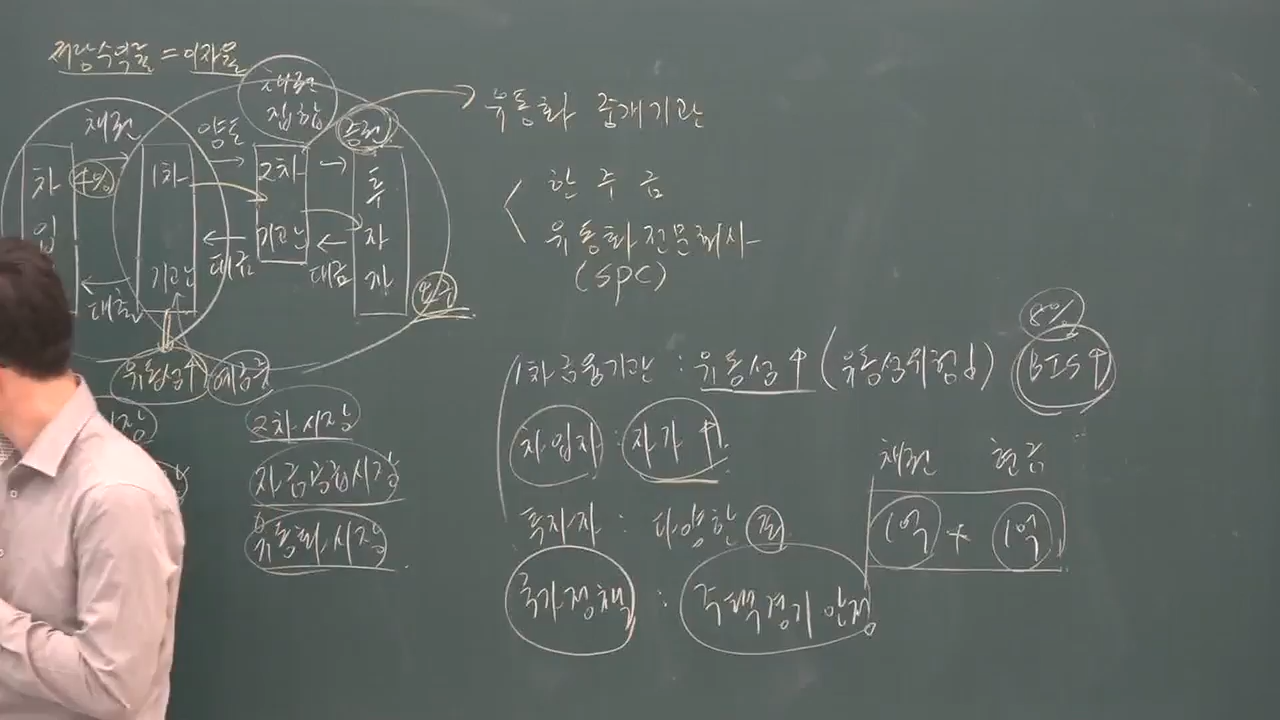 저당수익률 = 이자율
채권
집합
채권
양도
증권
차입
4%
1차
기관
2차
기관
투자자
대출
대금
대금
유동성↑
예금
2차 시장
자금공급시장
유동화시장
유동화 중개기관
한 주 금
유동화전문회사
(SPC)
1차금융기관 : 유동성↑ (유동성위험↓) BIS↑
8%
차입자 : 자가↑
채권 현금
1억 + 1억
투자자 : 다양한
국가정책 : 주택경기 안정